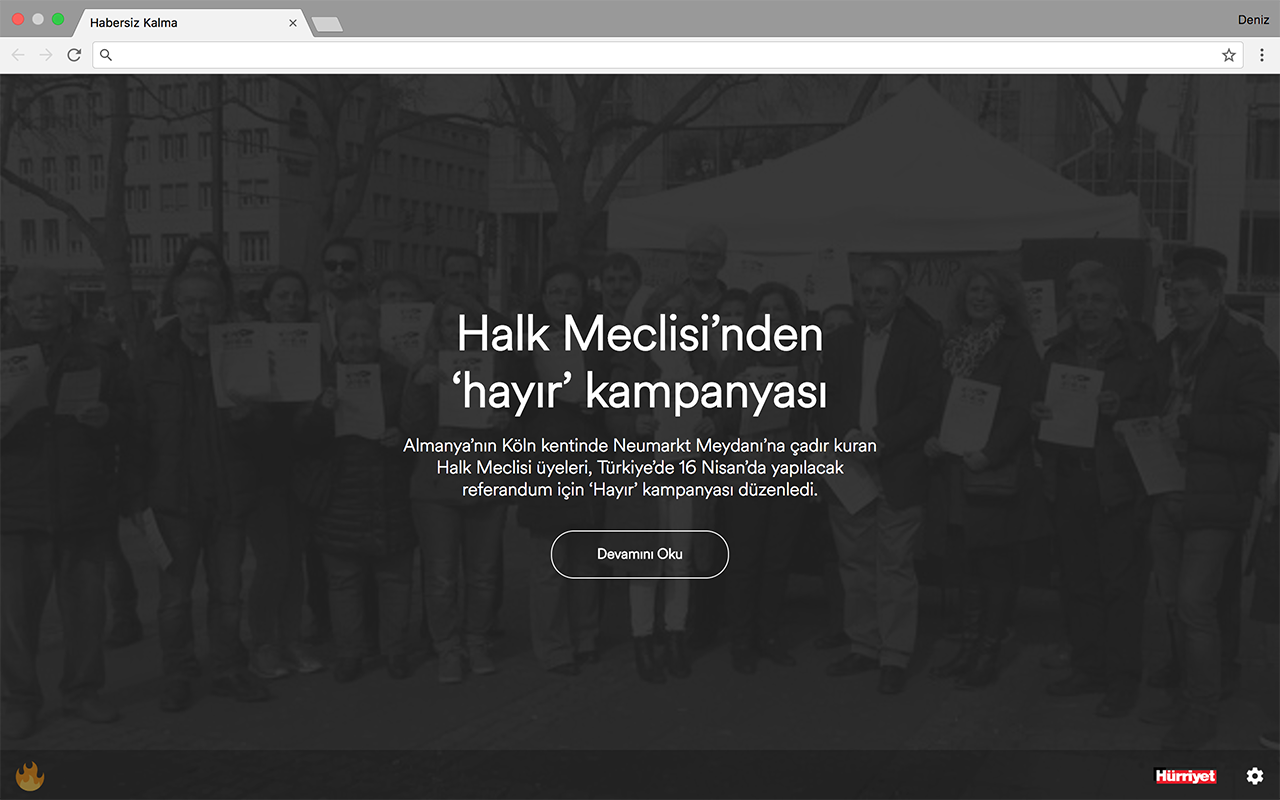 Habersiz Kalma
Deniz
HAYIR
Halk Meclisi’nden
‘hayır’ kampanyası
Almanya’nın Köln kentinde Neumarkt Meydanı’na çadır kuran
Halk Meclisi üyeleri, Türkiye’de 16 Nisan’da yapılacak
referandum için ‘Hayır’ kampanyası düzenledi.
Devamını Oku
Hürriyet